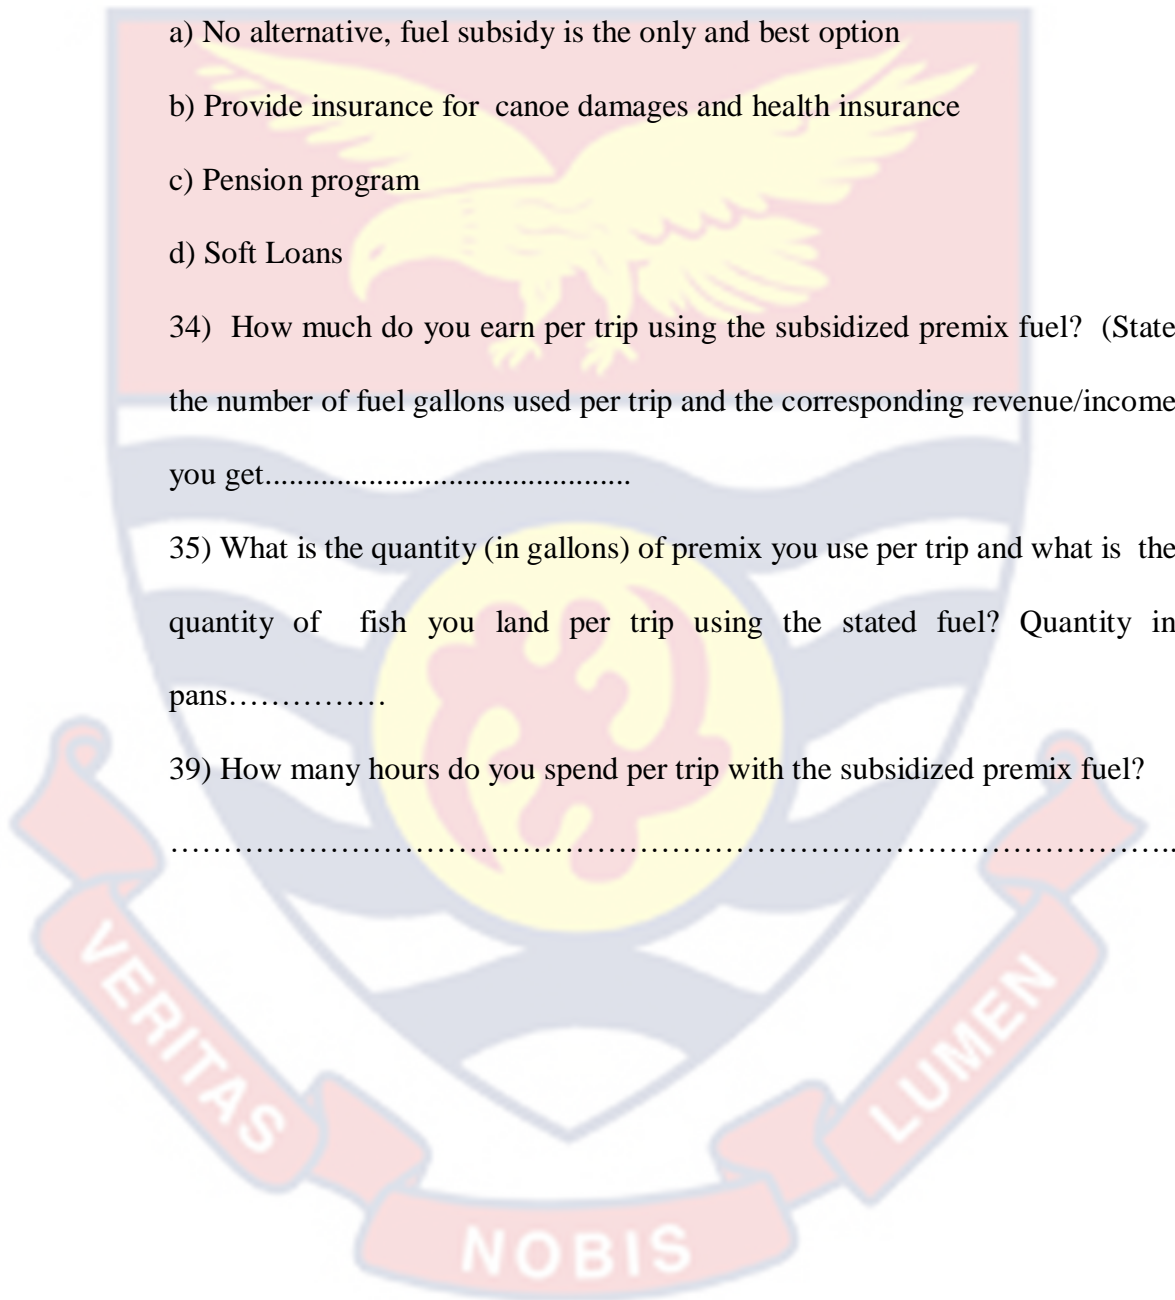 a) No alternative, fuel subsidy is the only and best option
b) Provide insurance for  canoe damages and health insurance
c) Pension program
d) Soft Loans
34)  How much do you earn per trip using the subsidized premix fuel?  (State
the number of fuel gallons used per trip and the corresponding revenue/income
you get.............................................
35) What is the quantity (in gallons) of premix you use per trip and what is  the
quantity of  fish you land per trip using the stated fuel? Quantity in
pans……………
39) How many hours do you spend per trip with the subsidized premix fuel?
…………………………………………………………………………………..
VERITAS
NOBIS
LUMEN